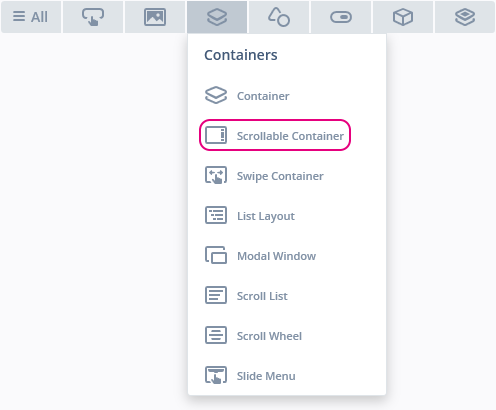 All
Containers
Container
Scrollable Container
Swipe Container
List Layout
Modal Window
Scroll List
Scroll Wheel
Slide Menu